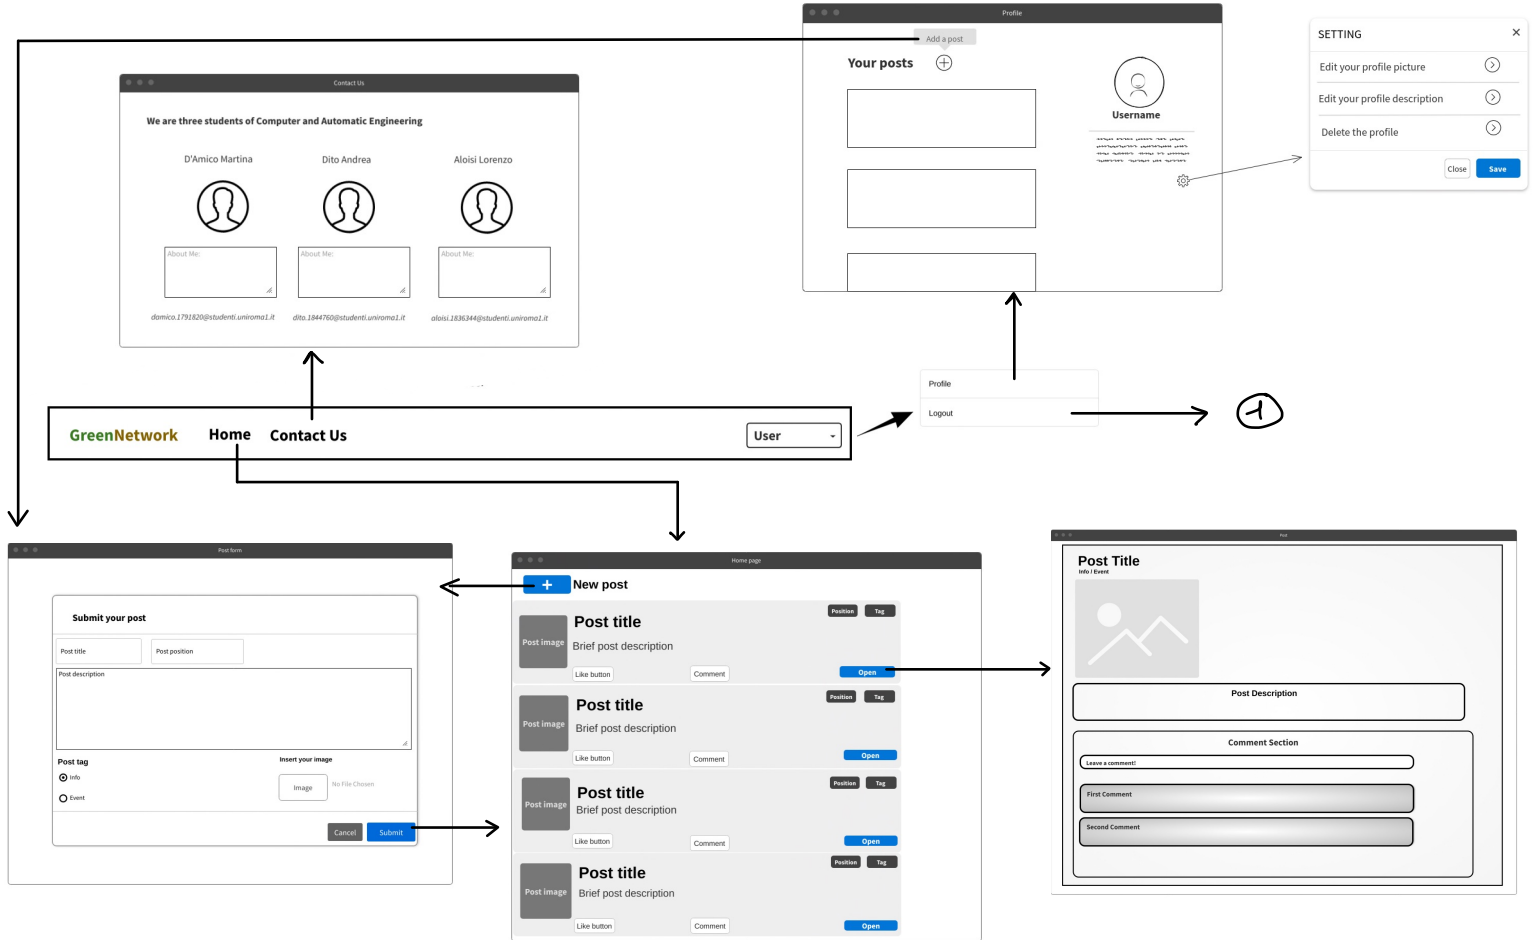 Profile
Add a post
Your posts
Username
SETTING
Edit your profile picture
Edit your profile description
Delete the profile
Close
Save
Contact Us
We are three students of Computer and Automatic Engineering
D'Amico Martina
Dito Andrea
Aloisi Lorenzo
About Me:
About Me:
About Me:
damico.1791820@studenti.uniroma1.it
dito.1844760@studenti.uniroma1.it
aloisi.1836344@studenti.uniroma1.it
Profile
Logout
1
GreenNetwork
Home
Contact Us
User
Post form
Submit your post
Post title
Post position
Post description
Post tag
Info
Event
Insert your image
Image
No File Chosen
Cancel
Submit
Home page
+ New post
Post image
Post title
Brief post description
Position
Tag
Like button
Comment
Open
Post image
Post title
Brief post description
Position
Tag
Like button
Comment
Open
Post image
Post title
Brief post description
Position
Tag
Like button
Comment
Open
Post image
Post title
Brief post description
Position
Tag
Like button
Comment
Open
Post
Post Title
Info / Event
Post Description
Comment Section
Leave a comment!
First Comment
Second Comment